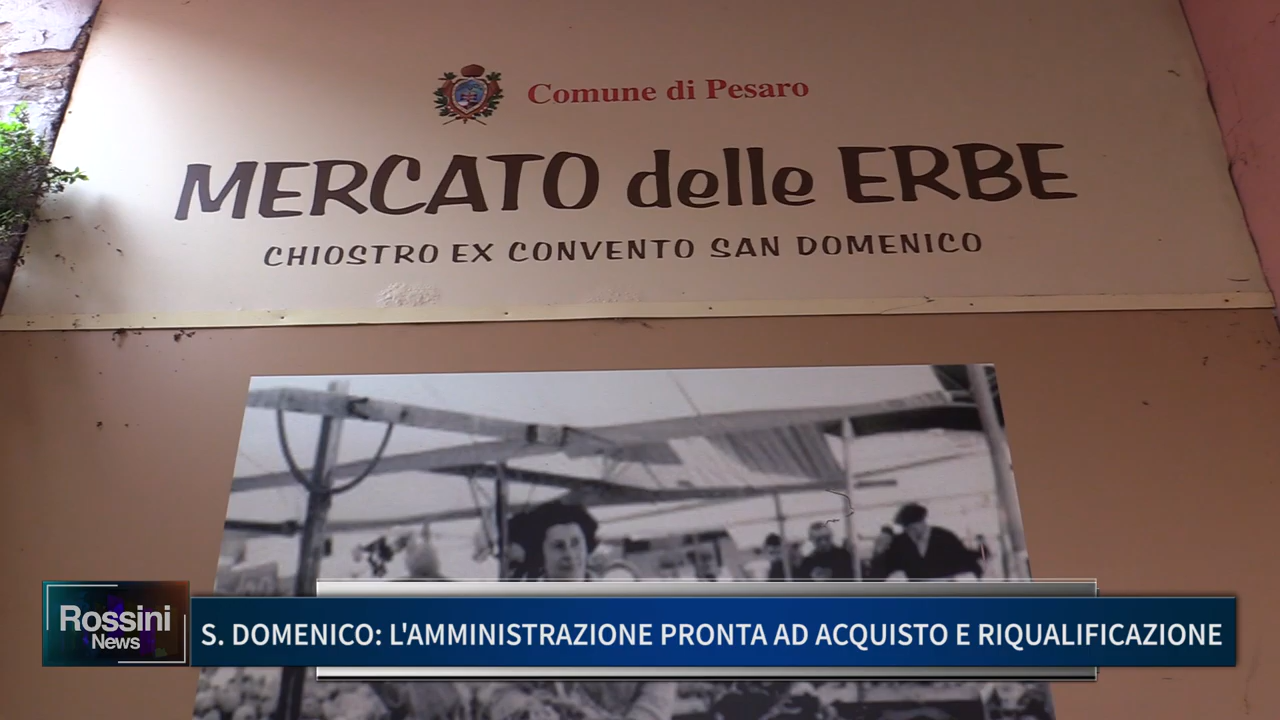 Comune di Pesaro
MERCATO delle ERBE
CHIOSTRO EX CONVENTO SAN DOMENICO
Rossini
News
S. DOMENICO: L'AMMINISTRAZIONE PRONTA AD ACQUISTO E RIQUALIFICAZIONE